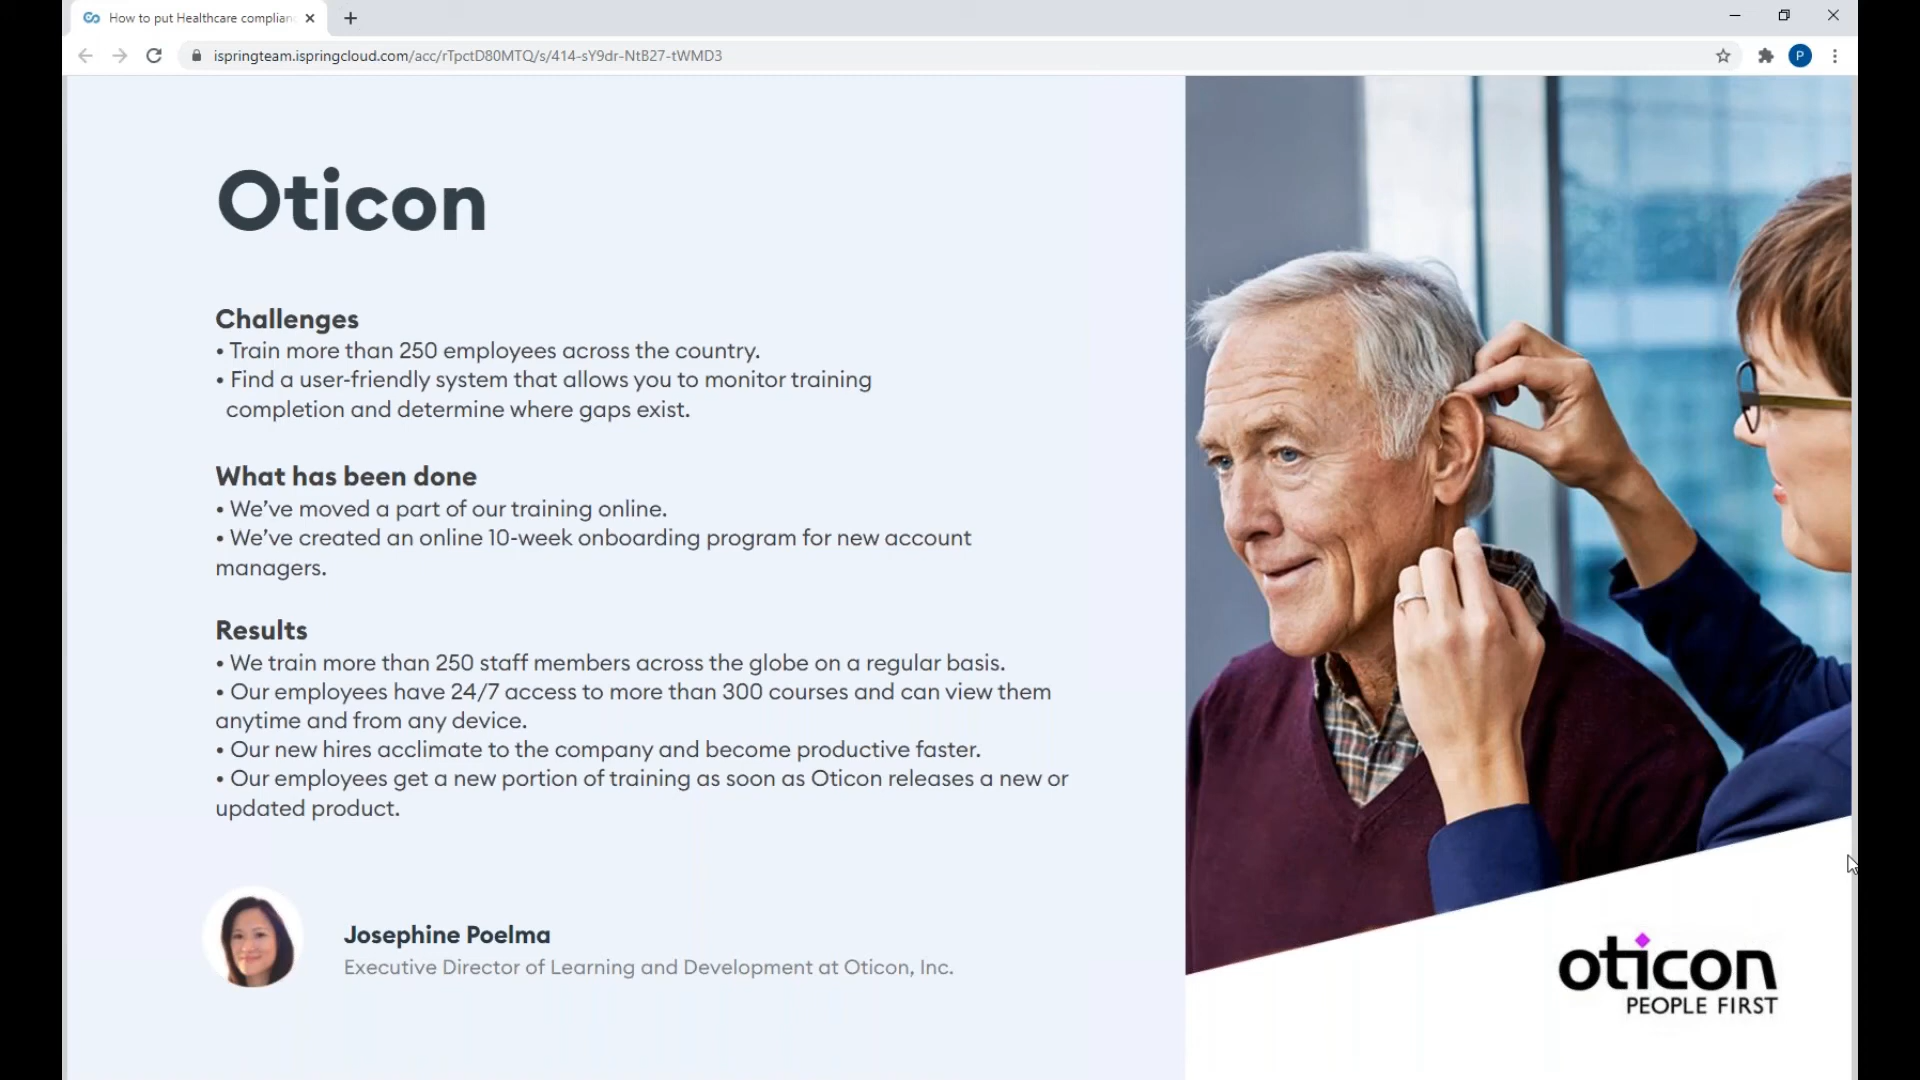 How to put Healthcare complian
ispringteam.ispringcloud.com/acc/rTpctD80MTQ/s/414-sY9dr-NtB27-tWMD3
P
Oticon
Challenges
• Train more than 250 employees across the country.
• Find a user-friendly system that allows you to monitor training
completion and determine where gaps exist.
What has been done
• We’ve moved a part of our training online.
• We’ve created an online 10-week onboarding program for new account
managers.
Results
• We train more than 250 staff members across the globe on a regular basis.
• Our employees have 24/7 access to more than 300 courses and can view them
anytime and from any device.
• Our new hires acclimate to the company and become productive faster.
• Our employees get a new portion of training as soon as Oticon releases a new or
updated product.
Josephine Poelma
Executive Director of Learning and Development at Oticon, Inc.
oticon
PEOPLE FIRST